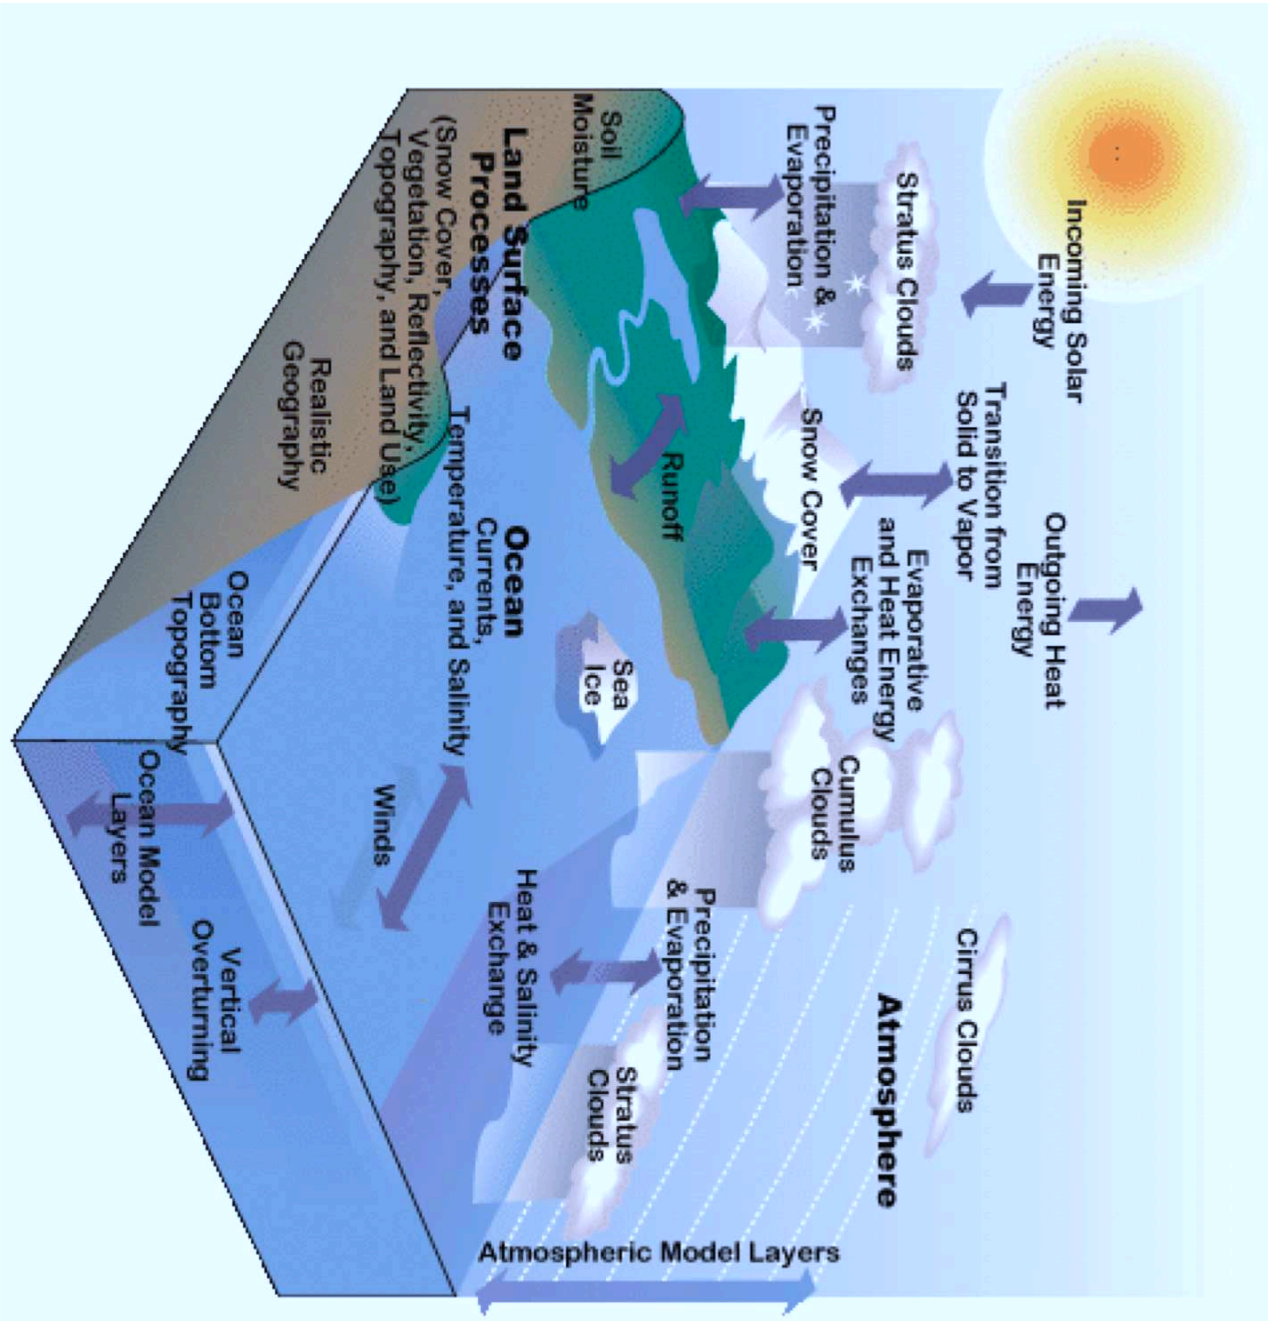 Incoming Solar
Energy
Outgoing Heat
Energy
Transition from
Solid to Vapor
Stratus Clouds
Precipitation &
Evaporation
Snow Cover
Evaporative
and Heat Energy
Exchanges
Cirrus Clouds
Atmosphere
Cumulus
Clouds
Precipitation
& Evaporation
Stratus
Clouds
Atmospheric Model Layers
Soil
Moisture
Runoff
Sea
Ice
Heat & Salinity
Exchange
Land Surface
Processes
(Snow Cover,
Vegetation, Reflectivity,
Topography, and Land Use)
Ocean
Currents,
Temperature, and Salinity
Winds
Realistic
Geography
Ocean
Bottom
Topography
Vertical
Overturning
Ocean Model
Layers